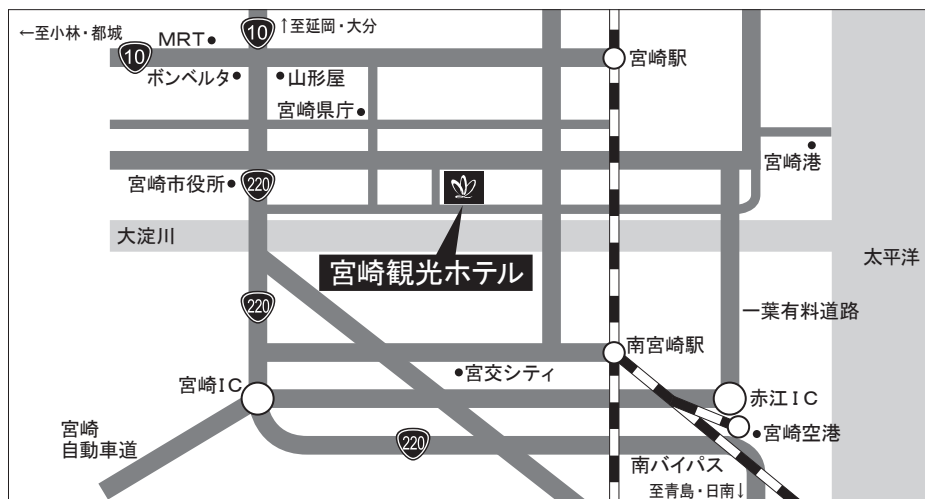 ←至小林・都城
MRT
10
↑至延岡・大分
10
宮崎駅
ボンベルタ
山形屋
宮崎県庁
宮崎港
宮崎市役所
220
大淀川
太平洋
宮崎観光ホテル
220
一葉有料道路
南宮崎駅
宮崎IC
宮交シティ
赤江IC
宮崎
自動車道
220
宮崎空港
南バイパス
至青島・日南↓